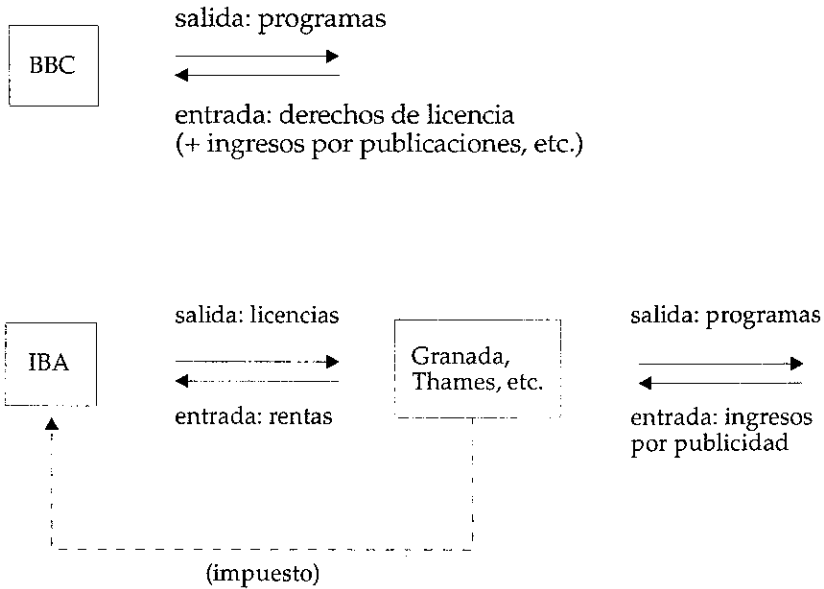 salida: programas
BBC
entrada: derechos de licencia
(+ ingresos por publicaciones, etc.)
salida: licencias
salida: programas
IBA
Granada,
Thames, etc.
entrada: rentas
entrada: ingresos
por publicidad
(impuesto)